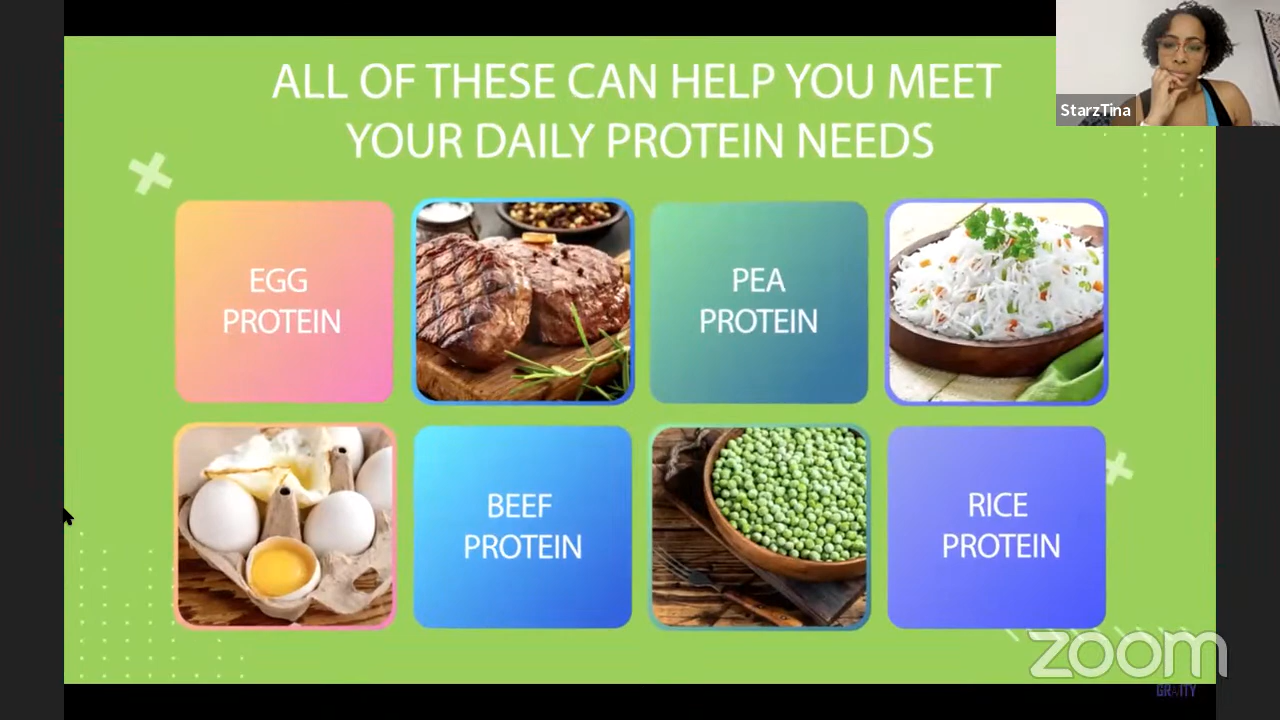 ALL OF THESE CAN HELP YOU MEET
YOUR DAILY PROTEIN NEEDS
StarzTina
EGG
PROTEIN
PEA
PROTEIN
BEEF
PROTEIN
RICE
PROTEIN
zoom
GRAVITY